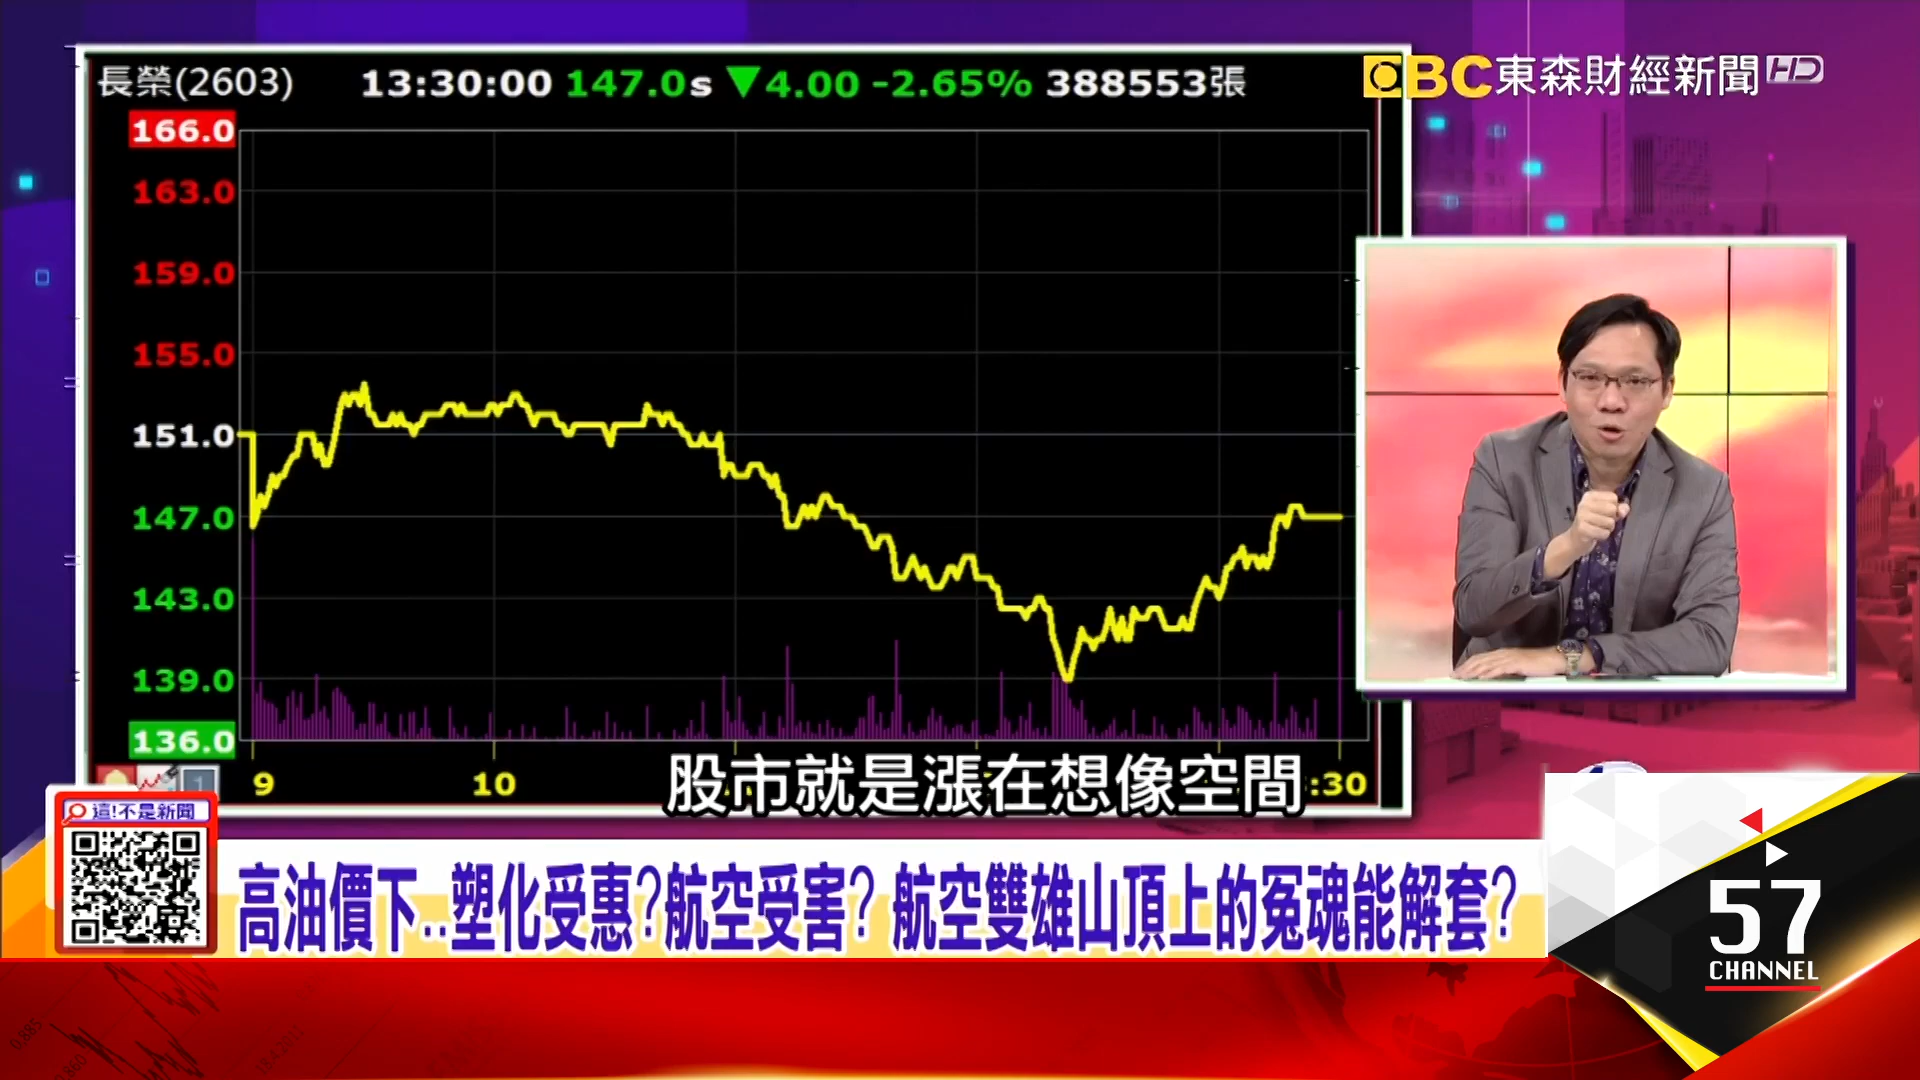 長榮(2603) 13:30:00 147.0s ▼4.00 -2.65% 388553張
EBC東森財經新聞HD
166.0
163.0
159.0
155.0
151.0
147.0
143.0
139.0
136.0
9 10 :30
股市就是漲在想像空間
這!不是新聞
高油價下..塑化受惠?航空受害? 航空雙雄山頂上的冤魂能解套?
57
CHANNEL